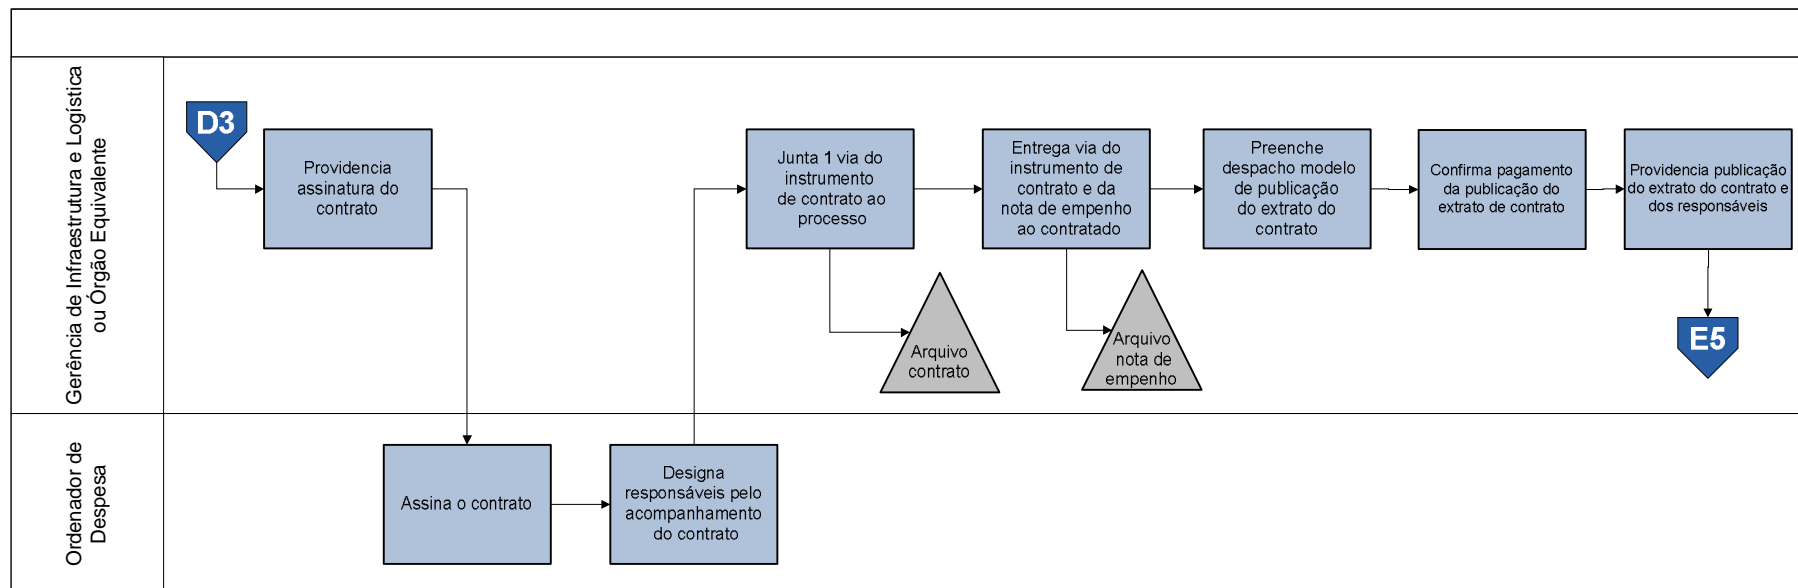 Gerência de Infraestrutura e Logística
ou Órgão Equivalente
D3
Providencia
assinatura do
contrato
Junta 1 via do
instrumento
de contrato ao
processo
Entrega via do
instrumento de
contrato e da
nota de empenho
ao contratado
Preenche
despacho modelo
de publicação
do extrato do
contrato
Confirma pagamento
da publicação do
extrato de contrato
Providencia publicação
do extrato do contrato e
dos responsáveis
Arquivo
contrato
Arquivo
nota de
empenho
E5
Ordenador de
Despesa
Assina o contrato
Designa
responsáveis pelo
acompanhamento
do contrato